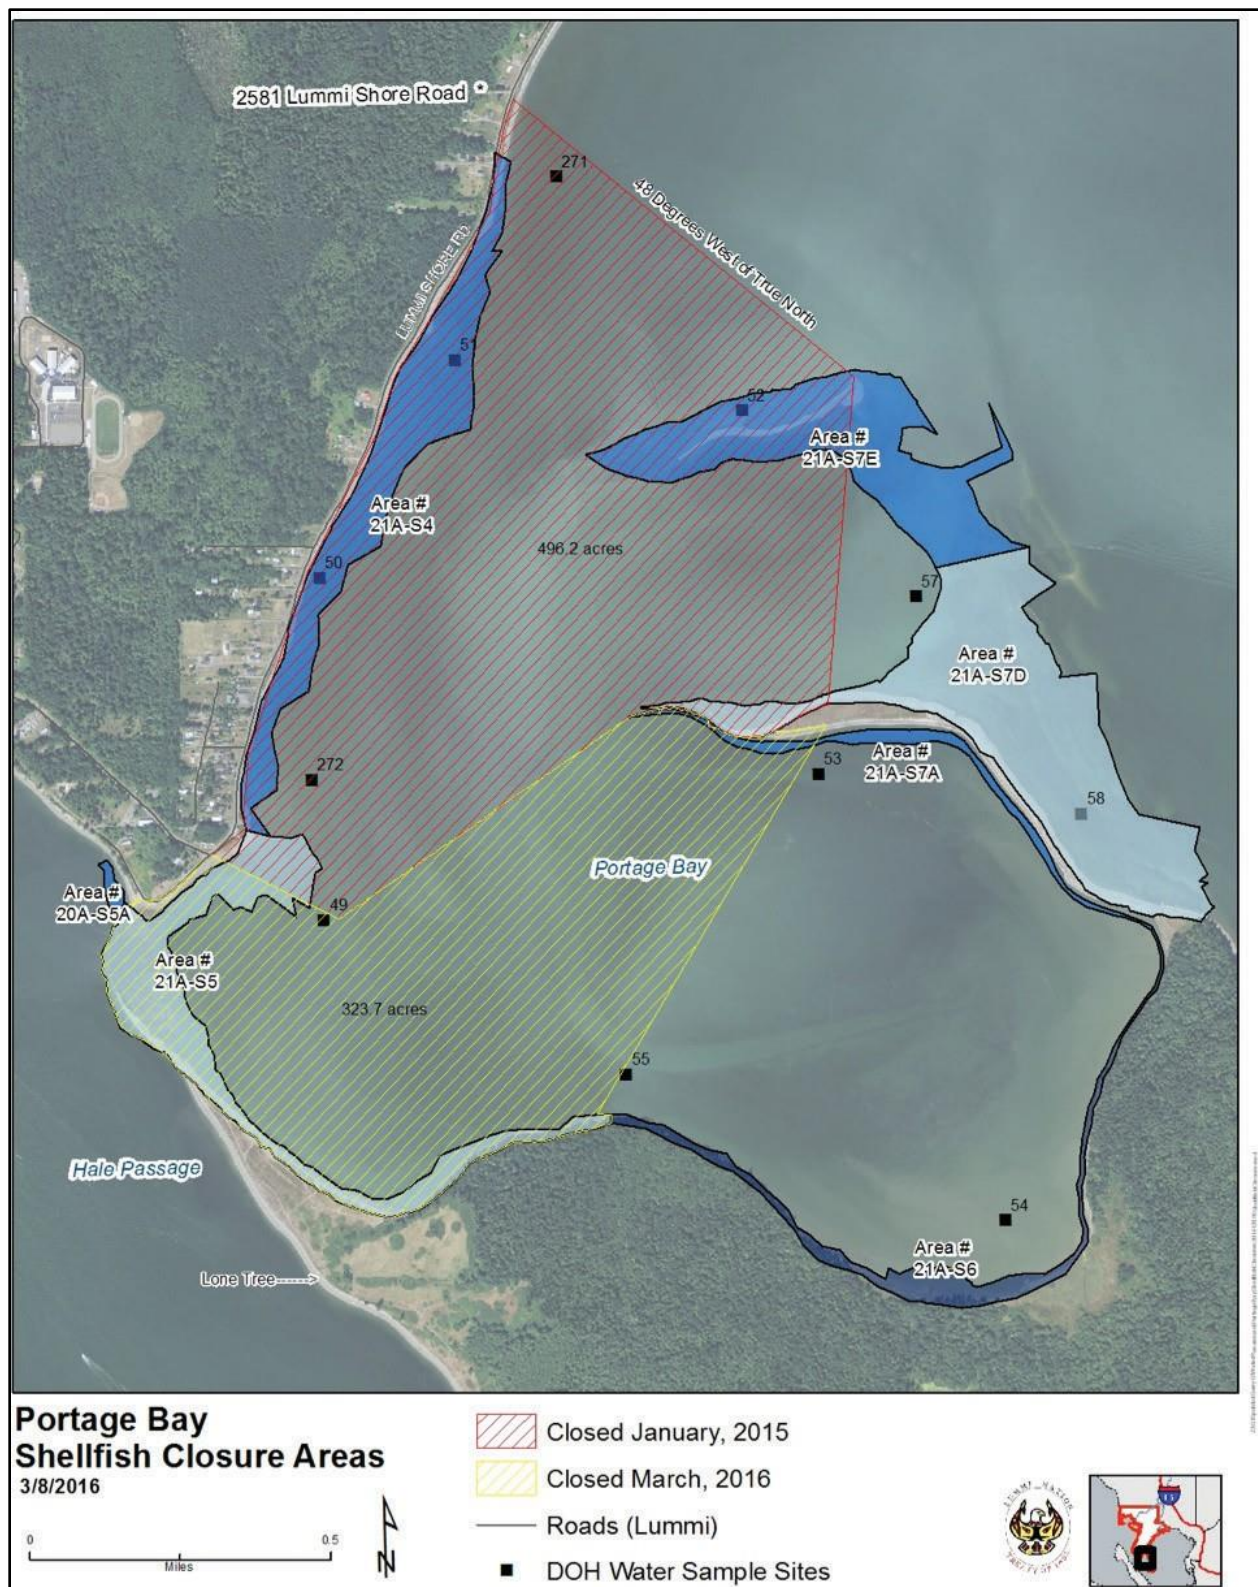 2581 Lummi Shore Road
271
48 Degrees West of True North
LUMMI SHORE RD
51
52
Area #
21A-S7E
Area #
21A-S4
496.2 acres
50
57
Area #
21A-S7D
272
53
Area #
21A-S7A
58
Portage Bay
Area #
20A-S5A
49
Area #
21A-S5
323.7 acres
55
Hale Passage
54
Area #
21A-S6
Lone Tree------>
Portage Bay
Shellfish Closure Areas
3/8/2016
0
0.5
Miles
N
Closed January, 2015
Closed March, 2016
Roads (Lummi)
DOH Water Sample Sites
LUMMI NATION